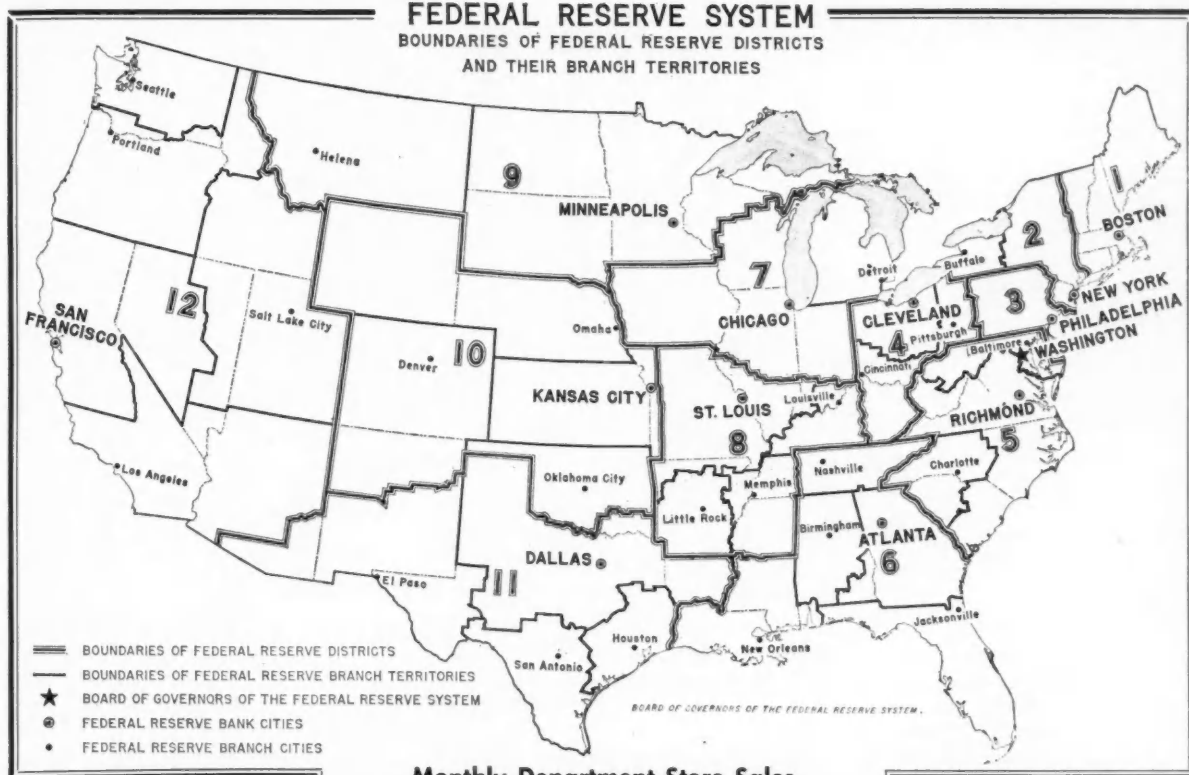 FEDERAL RESERVE SYSTEM
BOUNDARIES OF FEDERAL RESERVE DISTRICTS
AND THEIR BRANCH TERRITORIES
Seattle
Portland
Helena
9
MINNEAPOLIS
1
BOSTON
2
Buffalo
Detroit
7
CHICAGO
NEW YORK
3
PHILADELPHIA
CLEVELAND
Pittsburgh
4
Cincinnati
Baltimore
WASHINGTON
SAN
FRANCISCO
12
Salt Lake City
Omaha
Denver
10
KANSAS CITY
ST. LOUIS
8
Louisville
RICHMOND
5
Los Angeles
Oklahoma City
Nashville
Charlotte
Memphis
Little Rock
Birmingham
ATLANTA
6
DALLAS
11
El Paso
Houston
San Antonio
New Orleans
Jacksonville
BOUNDARIES OF FEDERAL RESERVE DISTRICTS
BOUNDARIES OF FEDERAL RESERVE BRANCH TERRITORIES
BOARD OF GOVERNORS OF THE FEDERAL RESERVE SYSTEM
FEDERAL RESERVE BANK CITIES
FEDERAL RESERVE BRANCH CITIES
BOARD OF GOVERNORS OF THE FEDERAL RESERVE SYSTEM.
Monthly Department Store Sales